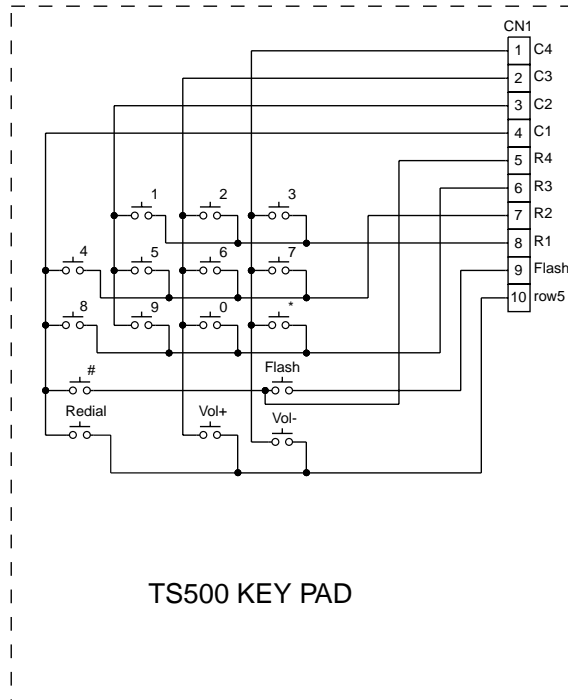 CN1
1 C4
2 C3
3 C2
4 C1
5 R4
6 R3
7 R2
8 R1
9 Flash
10 row5
1 2 3
4 5 6 7
8 9 0 *
# Flash
Redial Vol+ Vol-
TS500 KEY PAD